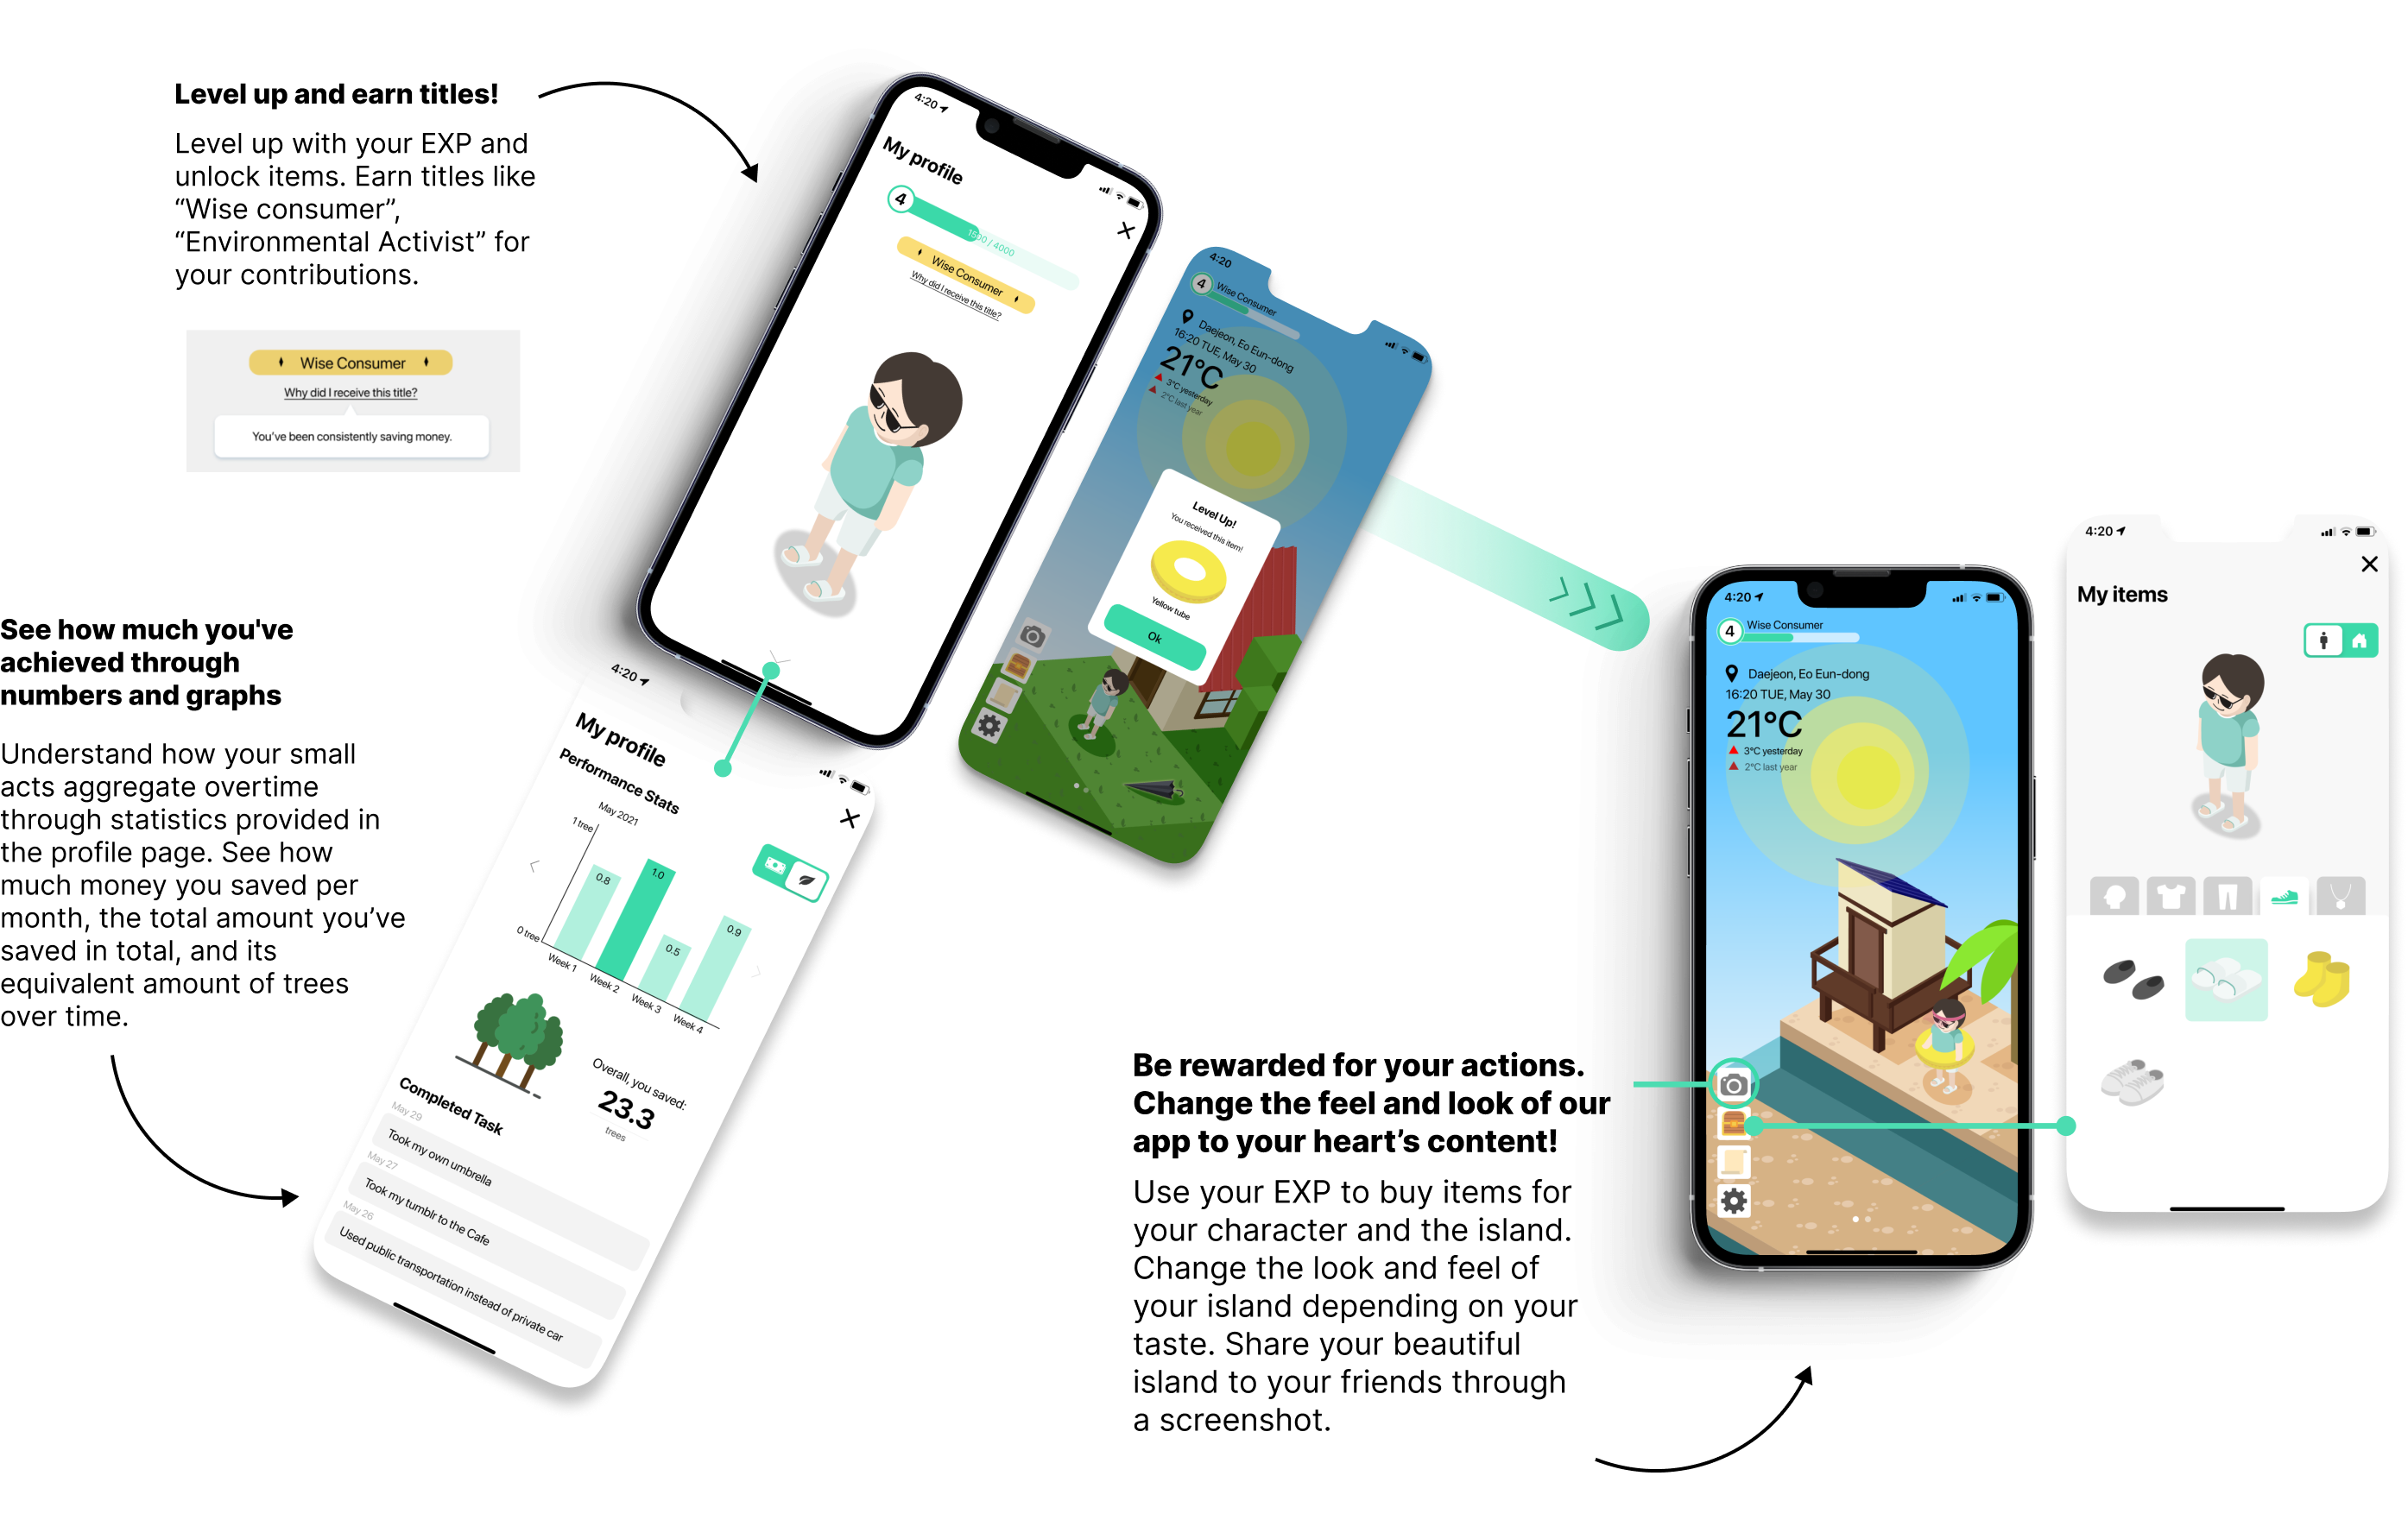 Level up and earn titles!
Level up with your EXP and
unlock items. Earn titles like
“Wise consumer”,
“Environmental Activist” for
your contributions.
Wise Consumer
Why did I receive this title?
You've been consistently saving money.
4:20
My profile
4
1500 / 4000
Wise Consumer
Why did I receive this title?
4:20
4
Wise Consumer
Daejeon, Eo Eun-dong
16:20 TUE, May 30
21°C
3°C yesterday
2°C last year
Level Up!
You received this item!
Yellow tube
Ok
See how much you've
achieved through
numbers and graphs
Understand how your small
acts aggregate overtime
through statistics provided in
the profile page. See how
much money you saved per
month, the total amount you’ve
saved in total, and its
equivalent amount of trees
over time.
4:20
My profile
Performance Stats
May 2021
1 tree
0 tree
0.8
1.0
0.5
0.9
Week 1
Week 2
Week 3
Week 4
Overall, you saved:
23.3
trees
Completed Task
May 29
Took my own umbrella
May 27
Took my tumblr to the Cafe
May 26
Used public transportation instead of private car
Be rewarded for your actions.
Change the feel and look of our
app to your heart’s content!
Use your EXP to buy items for
your character and the island.
Change the look and feel of
your island depending on your
taste. Share your beautiful
island to your friends through
a screenshot.
4:20
4
Wise Consumer
Daejeon, Eo Eun-dong
16:20 TUE, May 30
21°C
3°C yesterday
2°C last year
4:20
My items